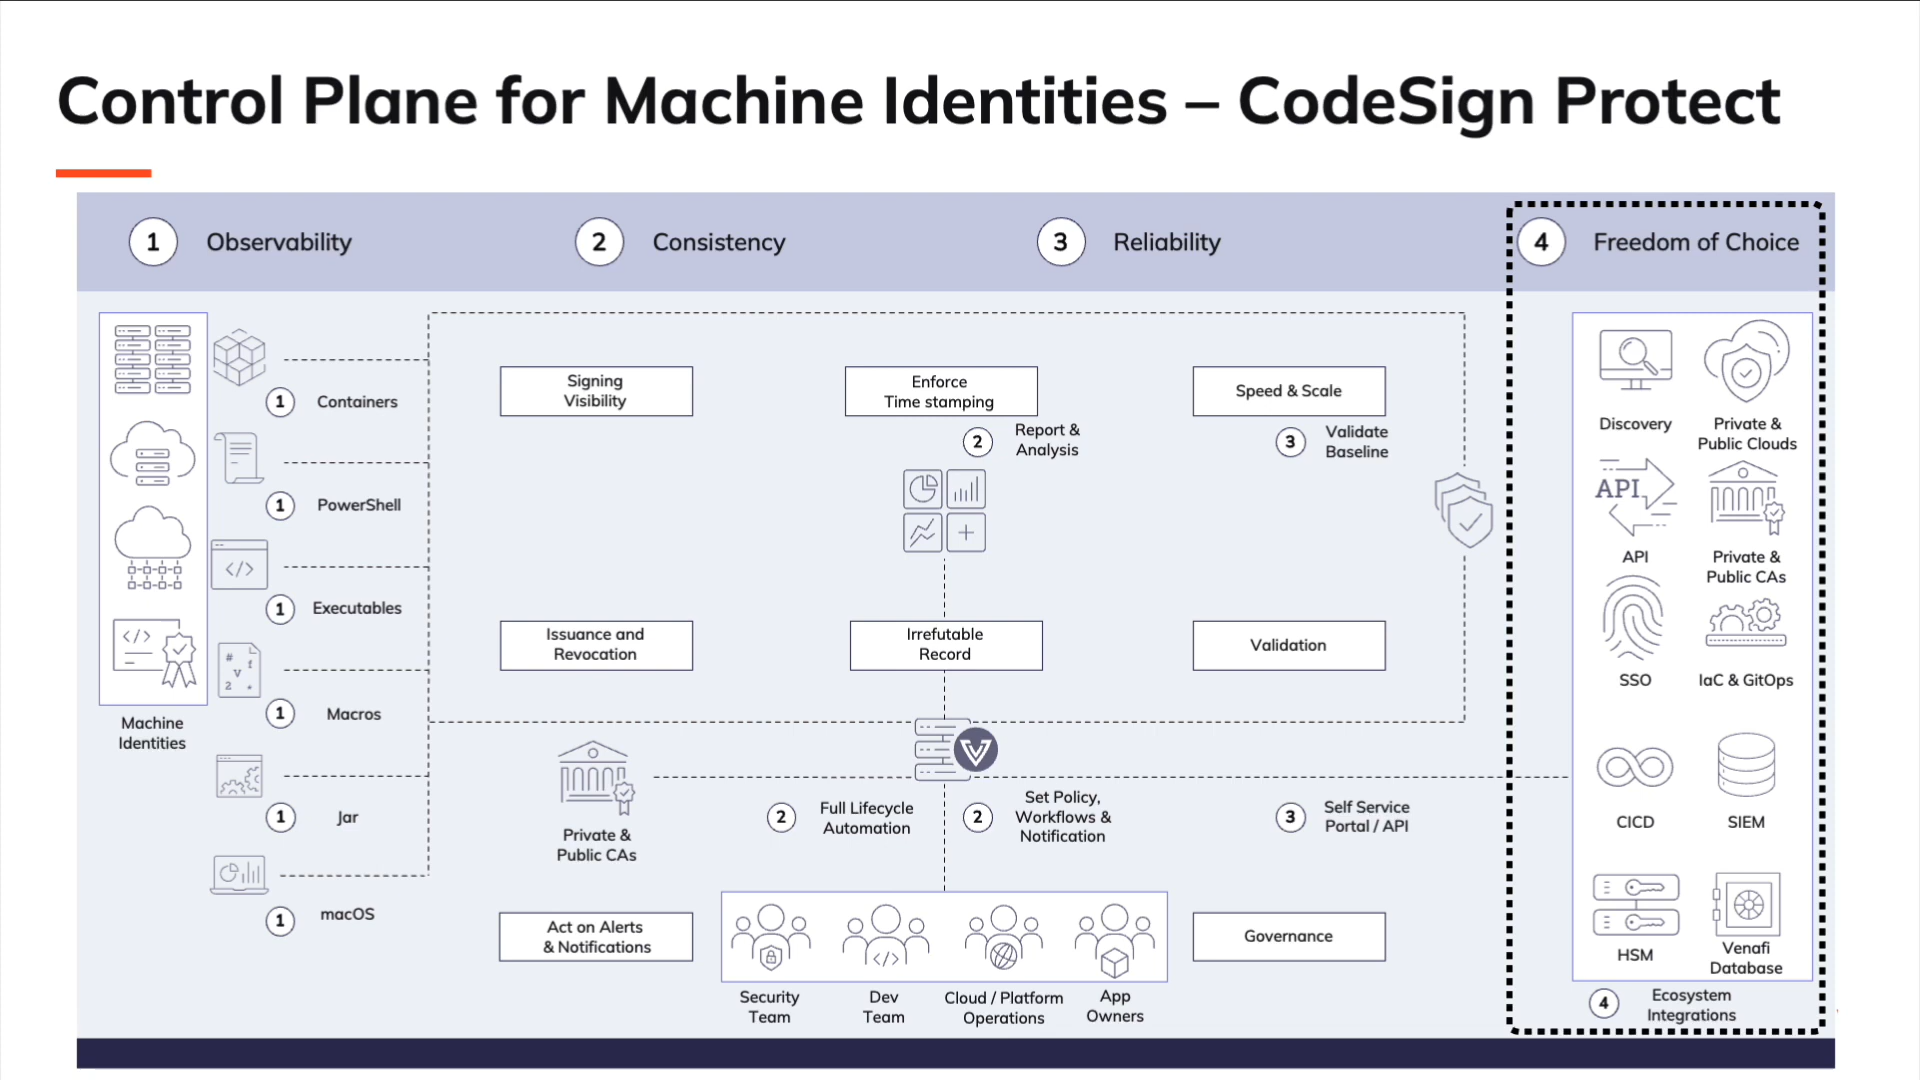 Control Plane for Machine Identities – CodeSign Protect
1 Observability
2 Consistency
3 Reliability
4 Freedom of Choice
Machine
Identities
1 Containers
1 PowerShell
</>
1 Executables
</>
# f
v
2 *
1 Macros
1 Jar
1 macOS
Signing
Visibility
Enforce
Time stamping
Speed & Scale
2 Report &
Analysis
3 Validate
Baseline
Issuance and
Revocation
Irrefutable
Record
Validation
Private &
Public CAs
2 Full Lifecycle
Automation
2 Set Policy,
Workflows &
Notification
3 Self Service
Portal / API
Act on Alerts
& Notifications
</>
Governance
Security
Team
Dev
Team
Cloud / Platform
Operations
App
Owners
Discovery
Private &
Public Clouds
API
API
Private &
Public CAs
SSO
IaC & GitOps
CICD
SIEM
HSM
Venafi
Database
4 Ecosystem
Integrations